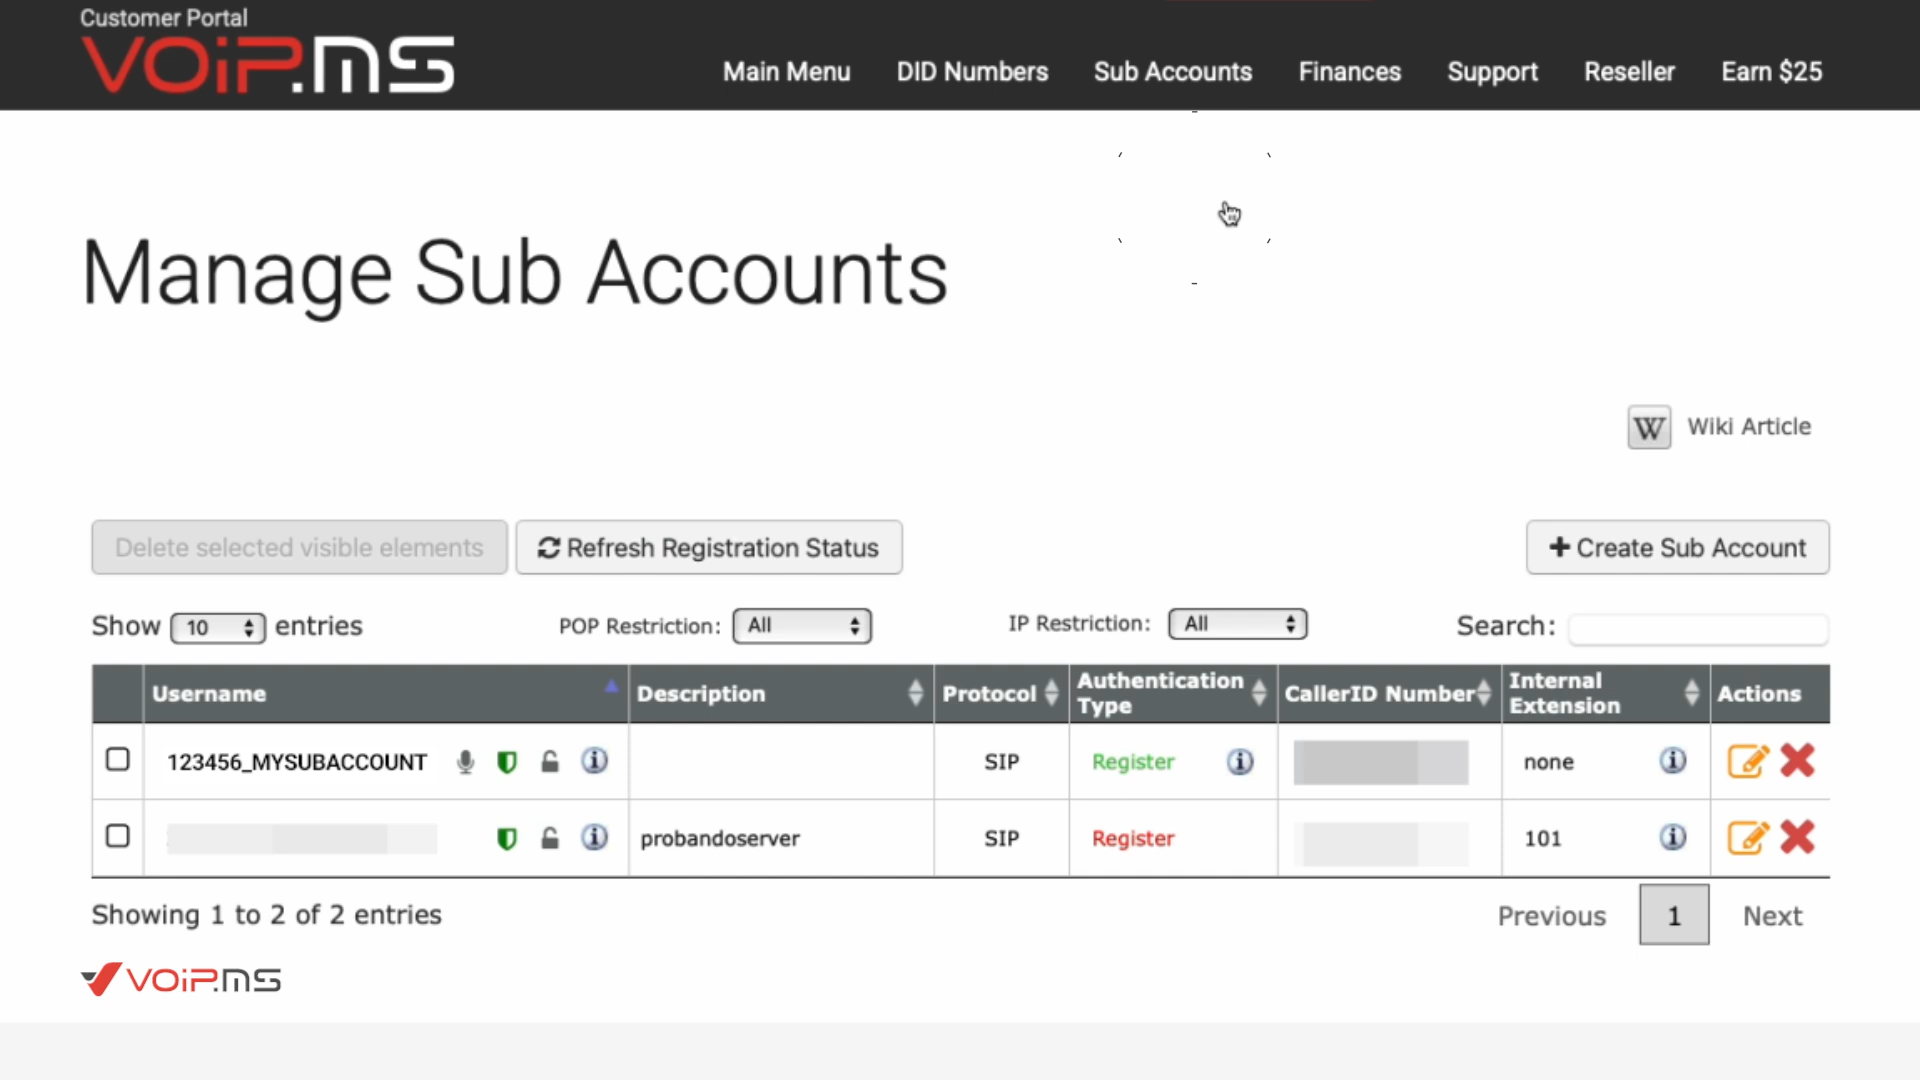 Customer Portal
VOiP.MS
Main Menu DID Numbers Sub Accounts Finances Support Reseller Earn $25
Manage Sub Accounts
W Wiki Article
Delete selected visible elements Refresh Registration Status + Create Sub Account
Show 10 entries POP Restriction: All IP Restriction: All Search:
Username Description Protocol Authentication Type CallerID Number Internal Extension Actions
123456_MYSUBACCOUNT SIP Register none
probandoserver SIP Register 101
Showing 1 to 2 of 2 entries Previous 1 Next
VOiP.MS